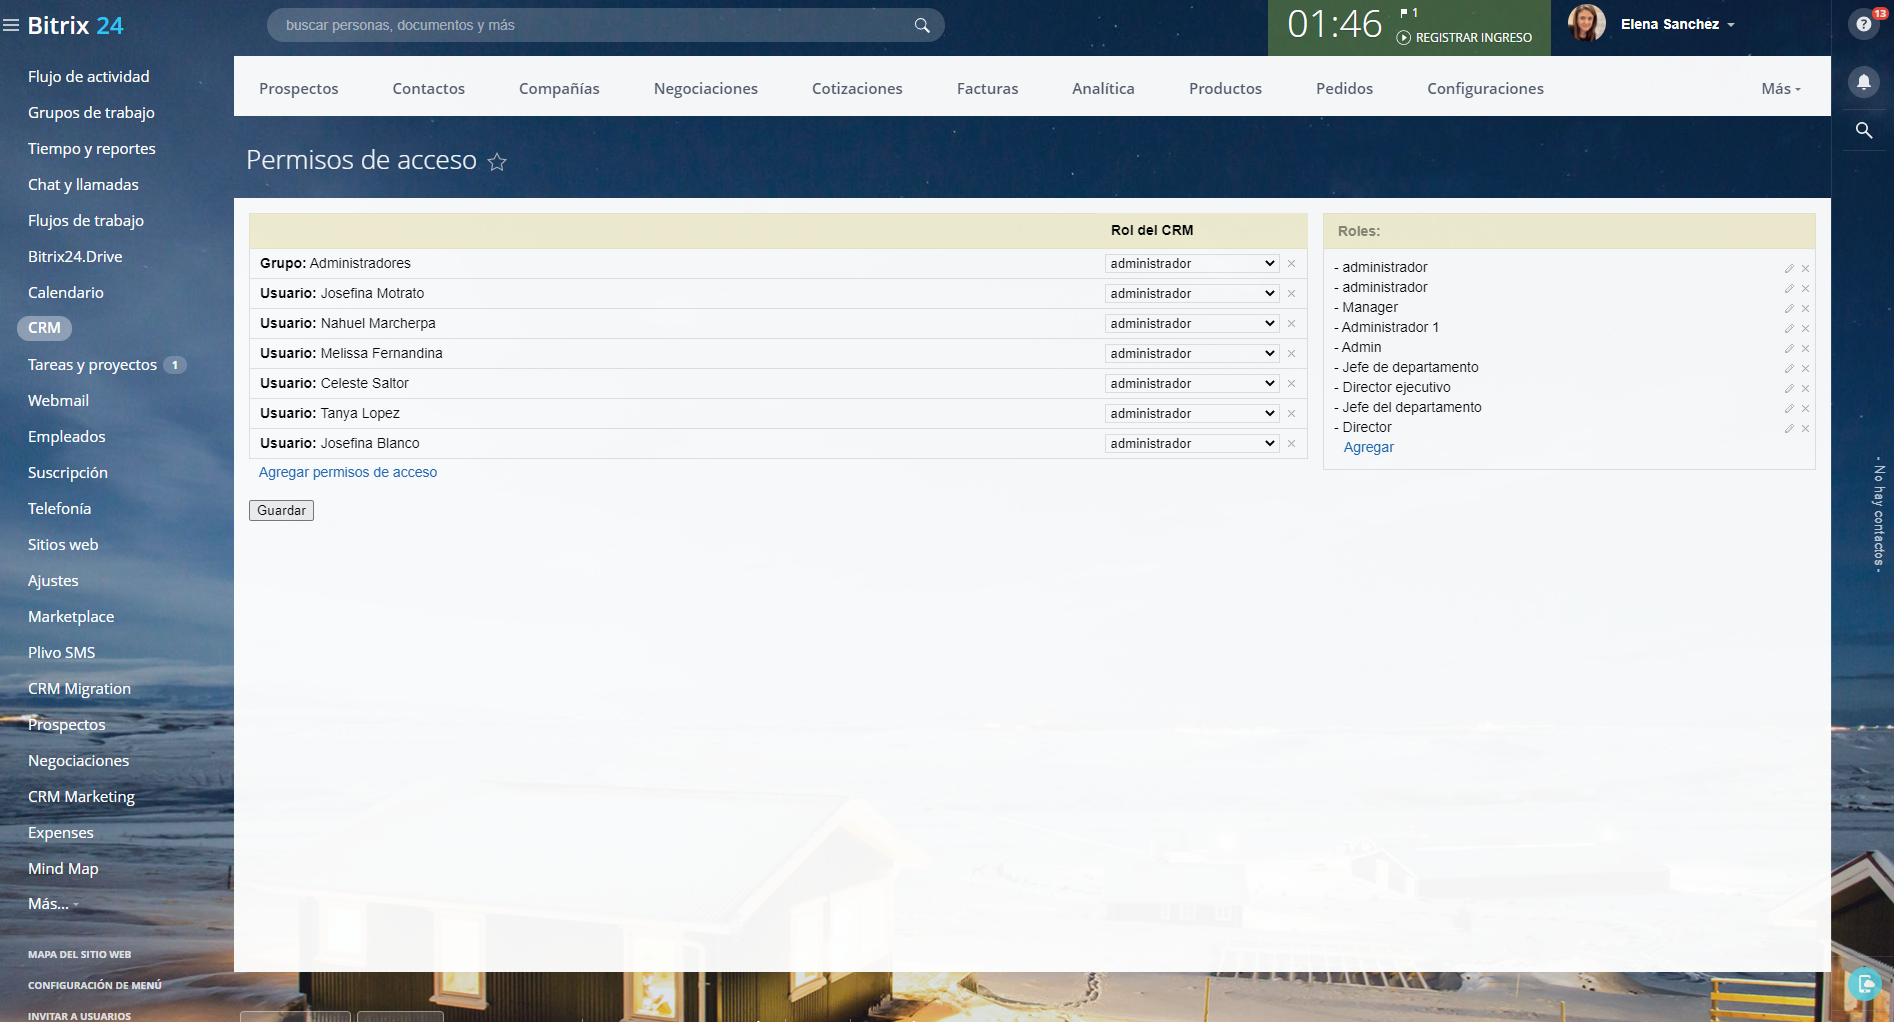 Bitrix 24
buscar personas, documentos y más
01:46
1
REGISTRAR INGRESO
Elena Sanchez
13
Flujo de actividad
Grupos de trabajo
Tiempo y reportes
Chat y llamadas
Flujos de trabajo
Bitrix24.Drive
Calendario
CRM
Tareas y proyectos 1
Webmail
Empleados
Suscripción
Telefonía
Sitios web
Ajustes
Marketplace
Plivo SMS
CRM Migration
Prospectos
Negociaciones
CRM Marketing
Expenses
Mind Map
Más...
MAPA DEL SITIO WEB
CONFIGURACIÓN DE MENÚ
INVITAR A USUARIOS
Prospectos Contactos Compañías Negociaciones Cotizaciones Facturas Analítica Productos Pedidos Configuraciones Más
Permisos de acceso
Rol del CRM
Grupo: Administradores administrador
Usuario: Josefina Motrato administrador
Usuario: Nahuel Marcherpa administrador
Usuario: Melissa Fernandina administrador
Usuario: Celeste Saltor administrador
Usuario: Tanya Lopez administrador
Usuario: Josefina Blanco administrador
Agregar permisos de acceso
Guardar
Roles:
- administrador
- administrador
- Manager
- Administrador 1
- Admin
- Jefe de departamento
- Director ejecutivo
- Jefe del departamento
- Director
Agregar
- No hay contactos -